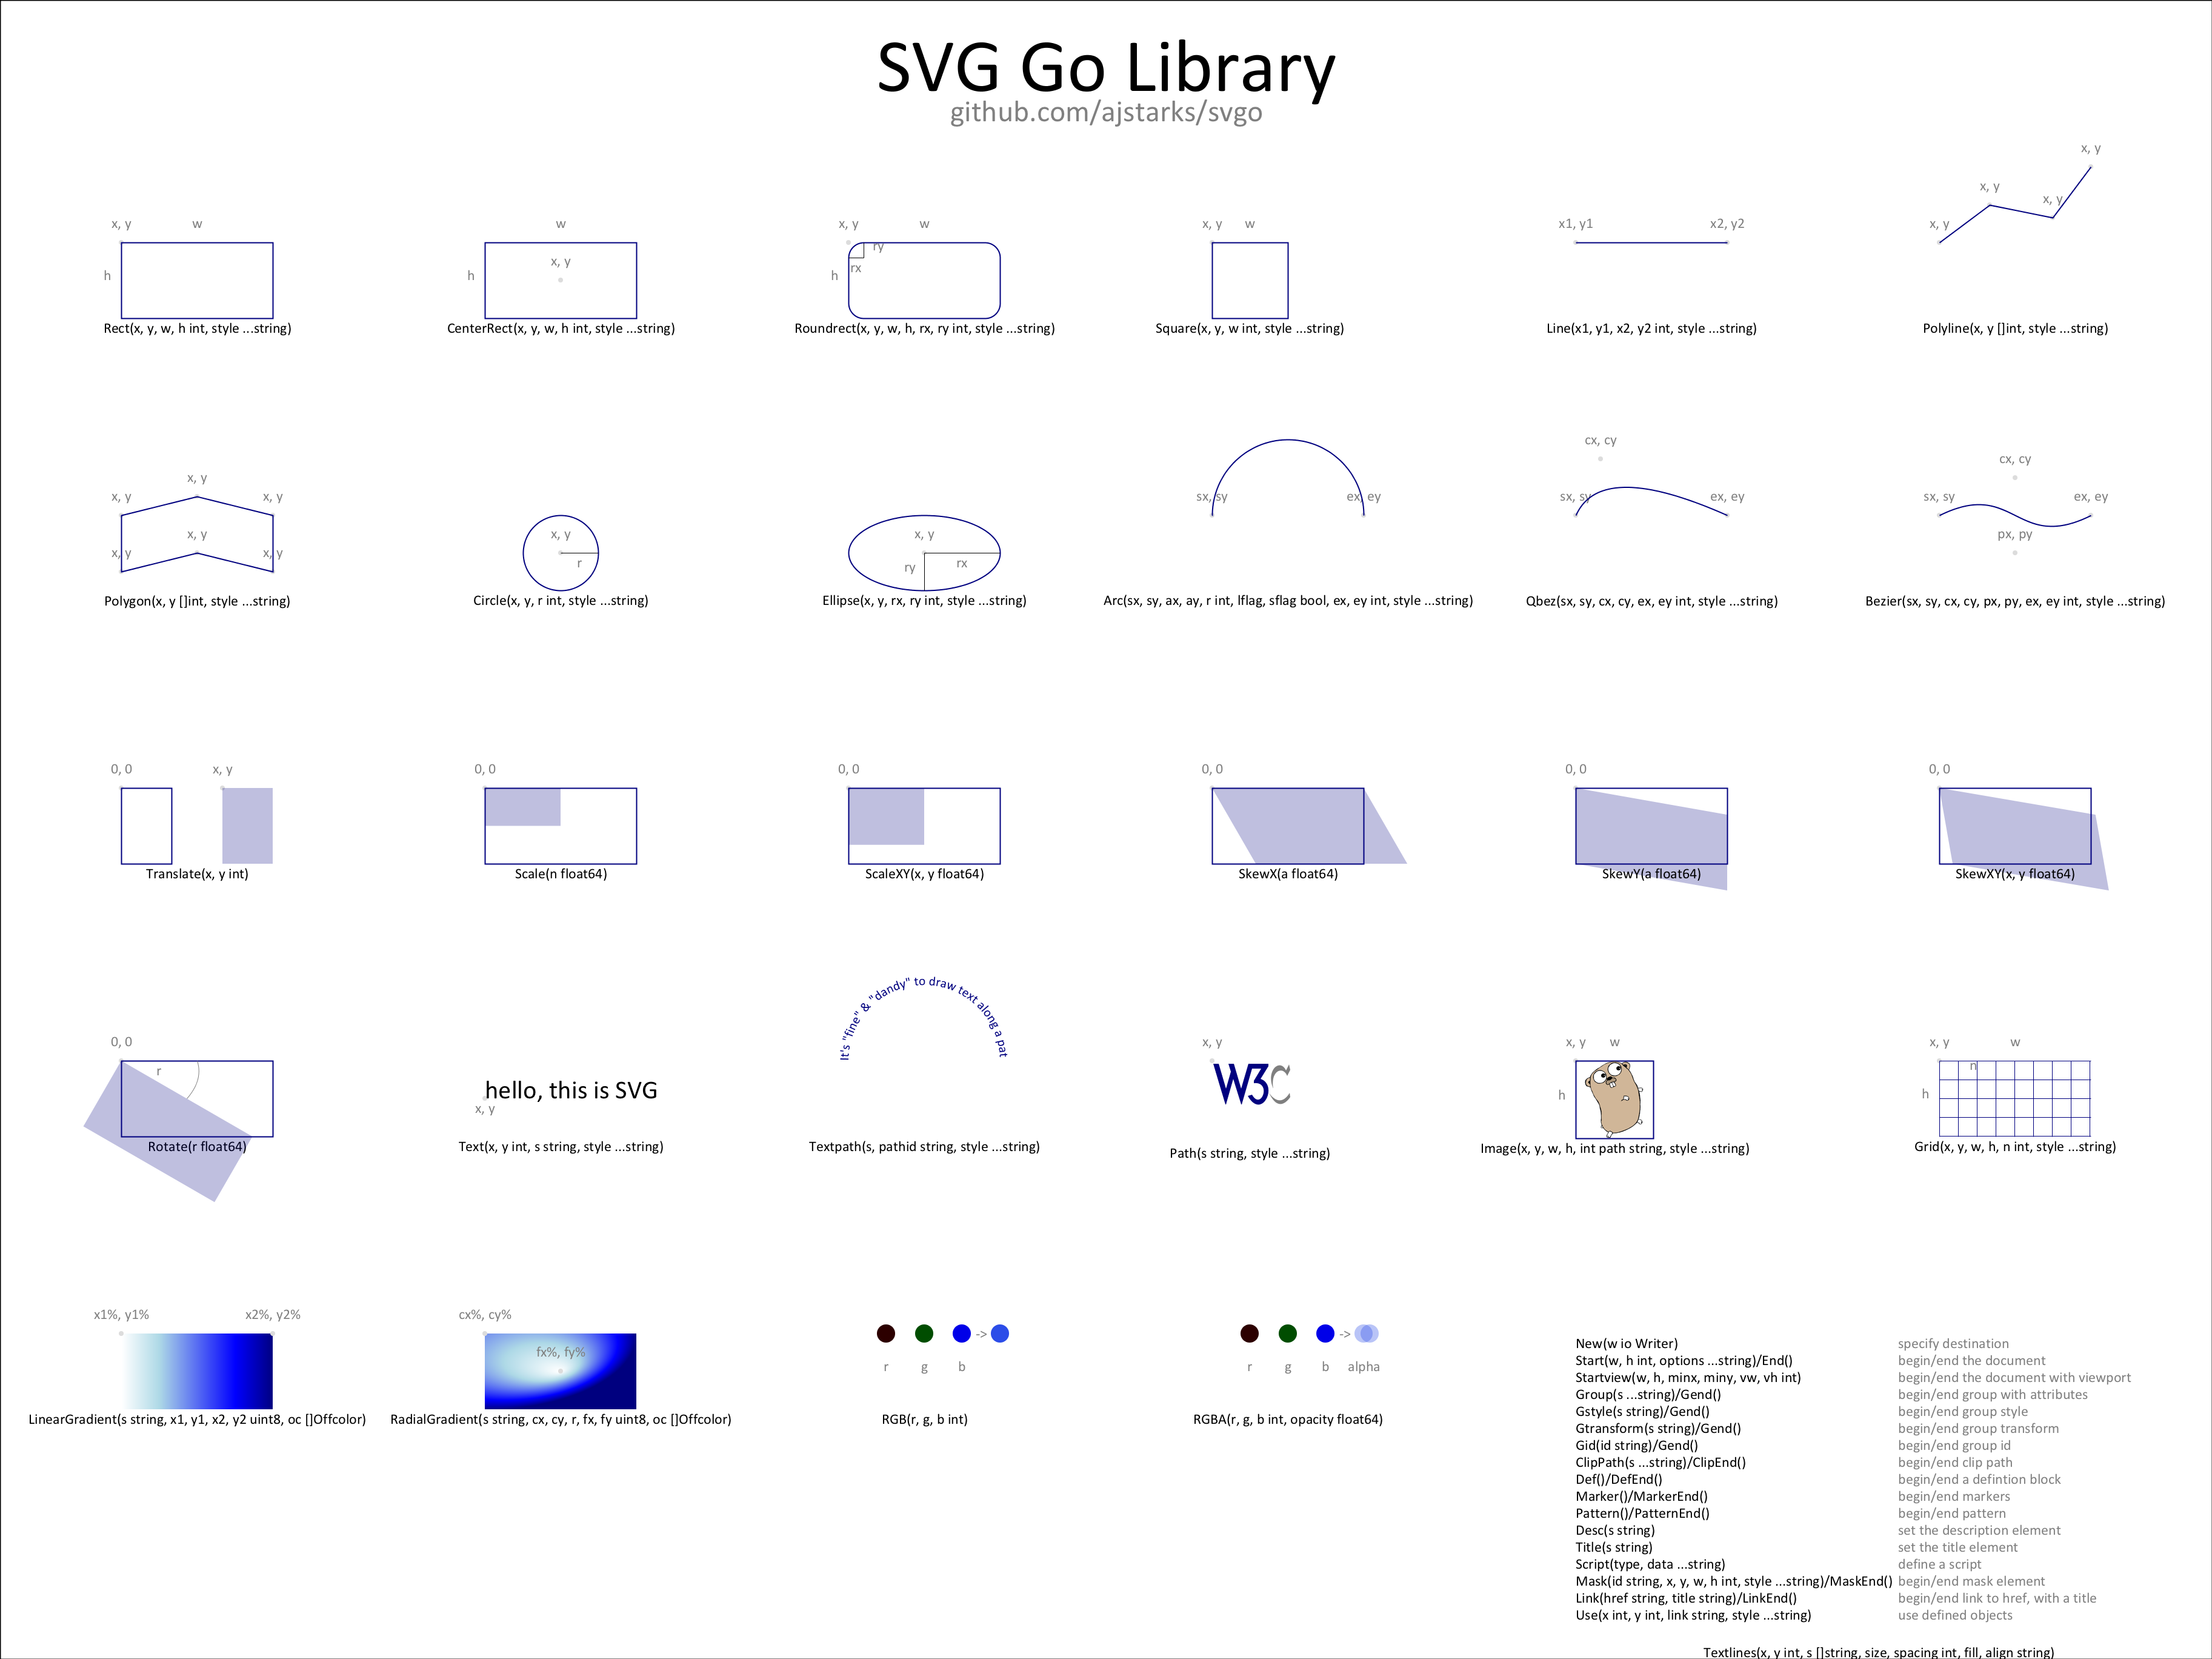 SVG Go Library
github.com/ajstarks/svgo
x, y
w
h
Rect(x, y, w, h int, style ...string)
w
x, y
h
CenterRect(x, y, w, h int, style ...string)
x, y
w
ry
rx
h
Roundrect(x, y, w, h, rx, ry int, style ...string)
x, y
w
Square(x, y, w int, style ...string)
x1, y1
x2, y2
Line(x1, y1, x2, y2 int, style ...string)
x, y
x, y
x, y
x, y
Polyline(x, y []int, style ...string)
x, y
x, y
x, y
x, y
x, y
x, y
Polygon(x, y []int, style ...string)
x, y
r
Circle(x, y, r int, style ...string)
x, y
ry
rx
Ellipse(x, y, rx, ry int, style ...string)
sx, sy
ex, ey
Arc(sx, sy, ax, ay, r int, lflag, sflag bool, ex, ey int, style ...string)
cx, cy
sx, sy
ex, ey
Qbez(sx, sy, cx, cy, ex, ey int, style ...string)
cx, cy
sx, sy
ex, ey
px, py
Bezier(sx, sy, cx, cy, px, py, ex, ey int, style ...string)
0, 0
x, y
Translate(x, y int)
0, 0
Scale(n float64)
0, 0
ScaleXY(x, y float64)
0, 0
SkewX(a float64)
0, 0
SkewY(a float64)
0, 0
SkewXY(x, y float64)
0, 0
r
Rotate(r float64)
hello, this is SVG
x, y
Text(x, y int, s string, style ...string)
It's "fine" & "dandy" to draw text along a pat
Textpath(s, pathid string, style ...string)
x, y
W3C
Path(s string, style ...string)
x, y
w
h
Image(x, y, w, h, int path string, style ...string)
x, y
w
n
h
Grid(x, y, w, h, n int, style ...string)
x1%, y1%
x2%, y2%
LinearGradient(s string, x1, y1, x2, y2 uint8, oc []Offcolor)
cx%, cy%
fx%, fy%
RadialGradient(s string, cx, cy, r, fx, fy uint8, oc []Offcolor)
->
r g b
RGB(r, g, b int)
->
r g b alpha
RGBA(r, g, b int, opacity float64)
New(w io Writer) specify destination
Start(w, h int, options ...string)/End() begin/end the document
Startview(w, h, minx, miny, vw, vh int) begin/end the document with viewport
Group(s ...string)/Gend() begin/end group with attributes
Gstyle(s string)/Gend() begin/end group style
Gtransform(s string)/Gend() begin/end group transform
Gid(id string)/Gend() begin/end group id
ClipPath(s ...string)/ClipEnd() begin/end clip path
Def()/DefEnd() begin/end a defintion block
Marker()/MarkerEnd() begin/end markers
Pattern()/PatternEnd() begin/end pattern
Desc(s string) set the description element
Title(s string) set the title element
Script(type, data ...string) define a script
Mask(id string, x, y, w, h int, style ...string)/MaskEnd() begin/end mask element
Link(href string, title string)/LinkEnd() begin/end link to href, with a title
Use(x int, y int, link string, style ...string) use defined objects
Textlines(x, y int, s []string, size, spacing int, fill, align string)